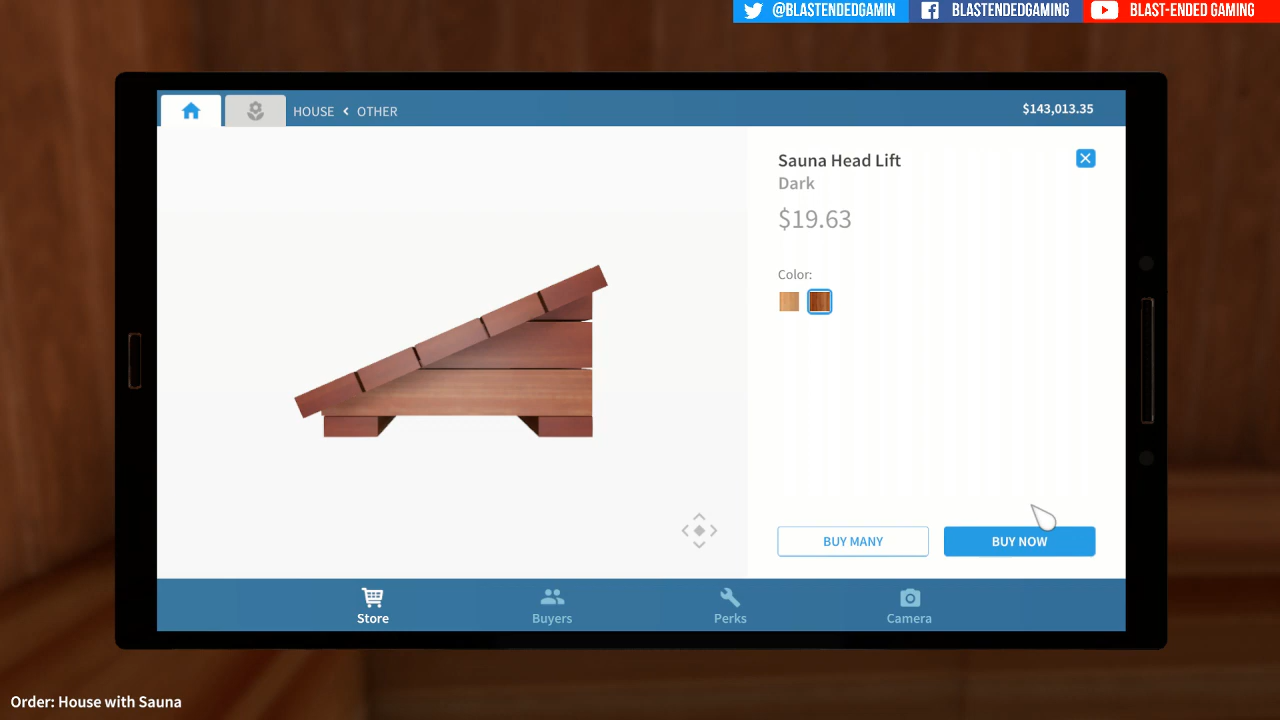 @BLASTENDEDGAMIN BLASTENDEDGAMING BLAST-ENDED GAMING
HOUSE < OTHER $143,013.35
Sauna Head Lift
Dark
$19.63
Color:
BUY MANY BUY NOW
Store Buyers Perks Camera
Order: House with Sauna